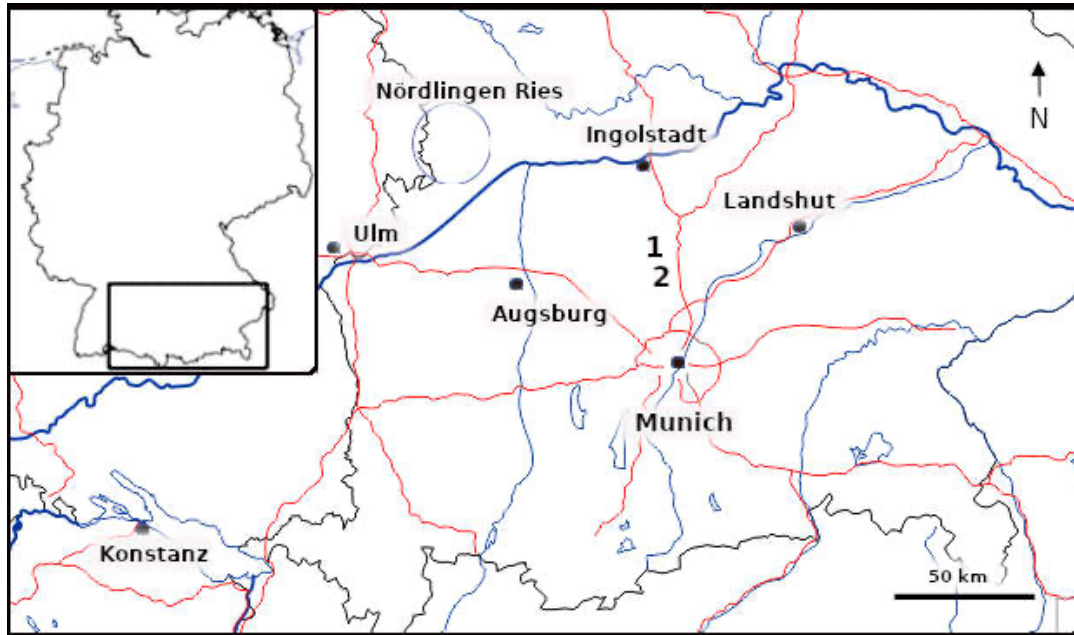 Nördlingen Ries
N
Ingolstadt
Landshut
Ulm
1
2
Augsburg
Munich
Konstanz
50 km